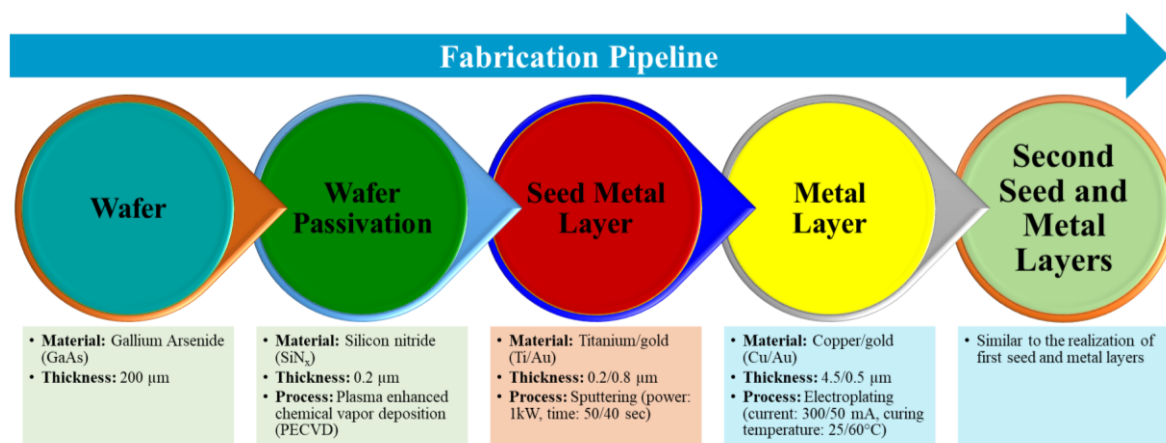 Fabrication Pipeline
Wafer
Wafer
Passivation
Seed Metal
Layer
Metal
Layer
Second
Seed and
Metal
Layers
• Material: Gallium Arsenide
(GaAs)
• Thickness: 200 µm
• Material: Silicon nitride
(SiNx)
• Thickness: 0.2 µm
• Process: Plasma enhanced
chemical vapor deposition
(PECVD)
• Material: Titanium/gold
(Ti/Au)
• Thickness: 0.2/0.8 µm
• Process: Sputtering (power:
1kW, time: 50/40 sec)
• Material: Copper/gold
(Cu/Au)
• Thickness: 4.5/0.5 µm
• Process: Electroplating
(current: 300/50 mA, curing
temperature: 25/60°C)
• Similar to the realization of
first seed and metal layers